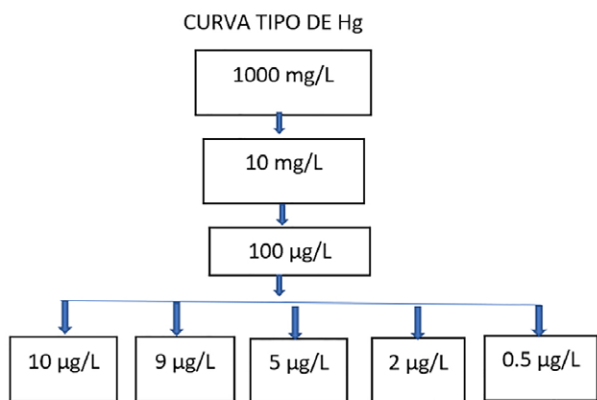 CURVA TIPO DE Hg
1000 mg/L
10 mg/L
100 µg/L
10 µg/L
9 µg/L
5 µg/L
2 µg/L
0.5 µg/L